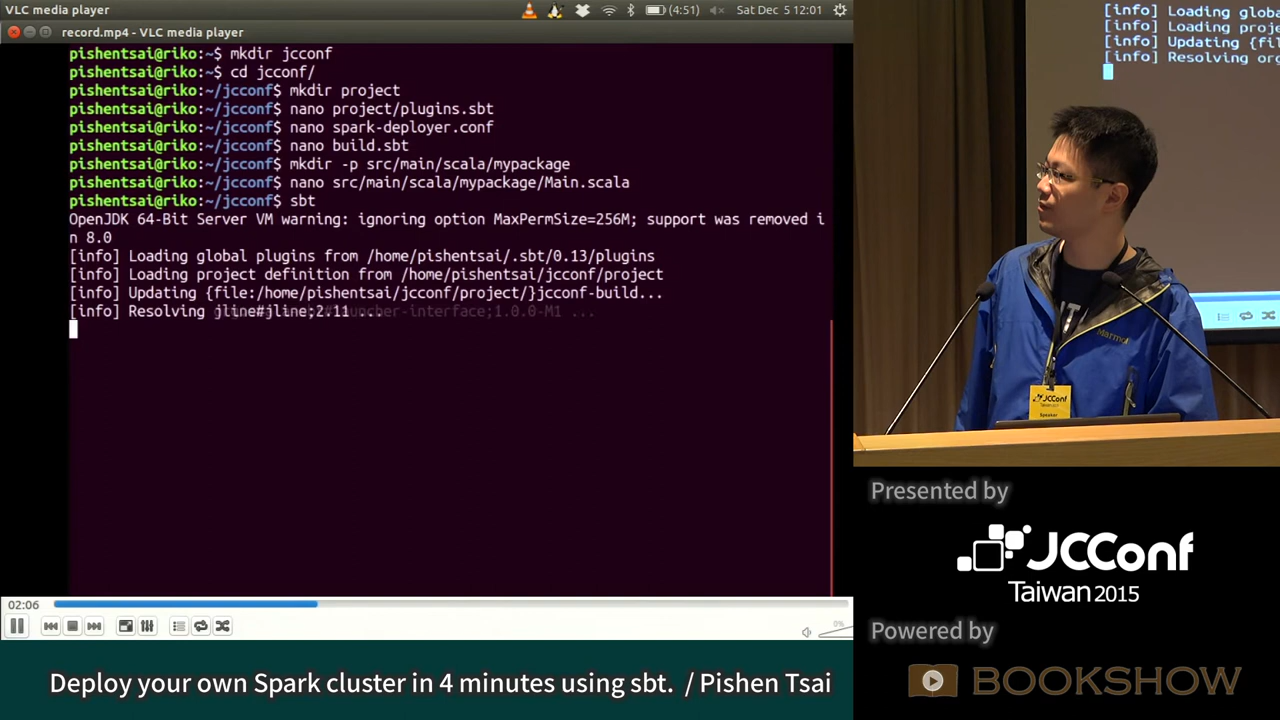 VLC media player
(4:51)
Sat Dec 5 12:01
record.mp4 - VLC media player
pishentsai@riko:~$ mkdir jcconf
pishentsai@riko:~$ cd jcconf/
pishentsai@riko:~/jcconf$ mkdir project
pishentsai@riko:~/jcconf$ nano project/plugins.sbt
pishentsai@riko:~/jcconf$ nano spark-deployer.conf
pishentsai@riko:~/jcconf$ nano build.sbt
pishentsai@riko:~/jcconf$ mkdir -p src/main/scala/mypackage
pishentsai@riko:~/jcconf$ nano src/main/scala/mypackage/Main.scala
pishentsai@riko:~/jcconf$ sbt
OpenJDK 64-Bit Server VM warning: ignoring option MaxPermSize=256M; support was removed i
n 8.0
[info] Loading global plugins from /home/pishentsai/.sbt/0.13/plugins
[info] Loading project definition from /home/pishentsai/jcconf/project
[info] Updating {file:/home/pishentsai/jcconf/project/}jcconf-build...
[info] Resolving jline#jline;2.11 ...
02:06
0%
[info] Loading globa
[info] Loading proje
[info] Updating {file
[info] Resolving org
Marmot
JCConf
Taiwan
Speaker
Presented by
JCConf
Taiwan 2015
Powered by
BOOKSHOW
Deploy your own Spark cluster in 4 minutes using sbt. / Pishen Tsai